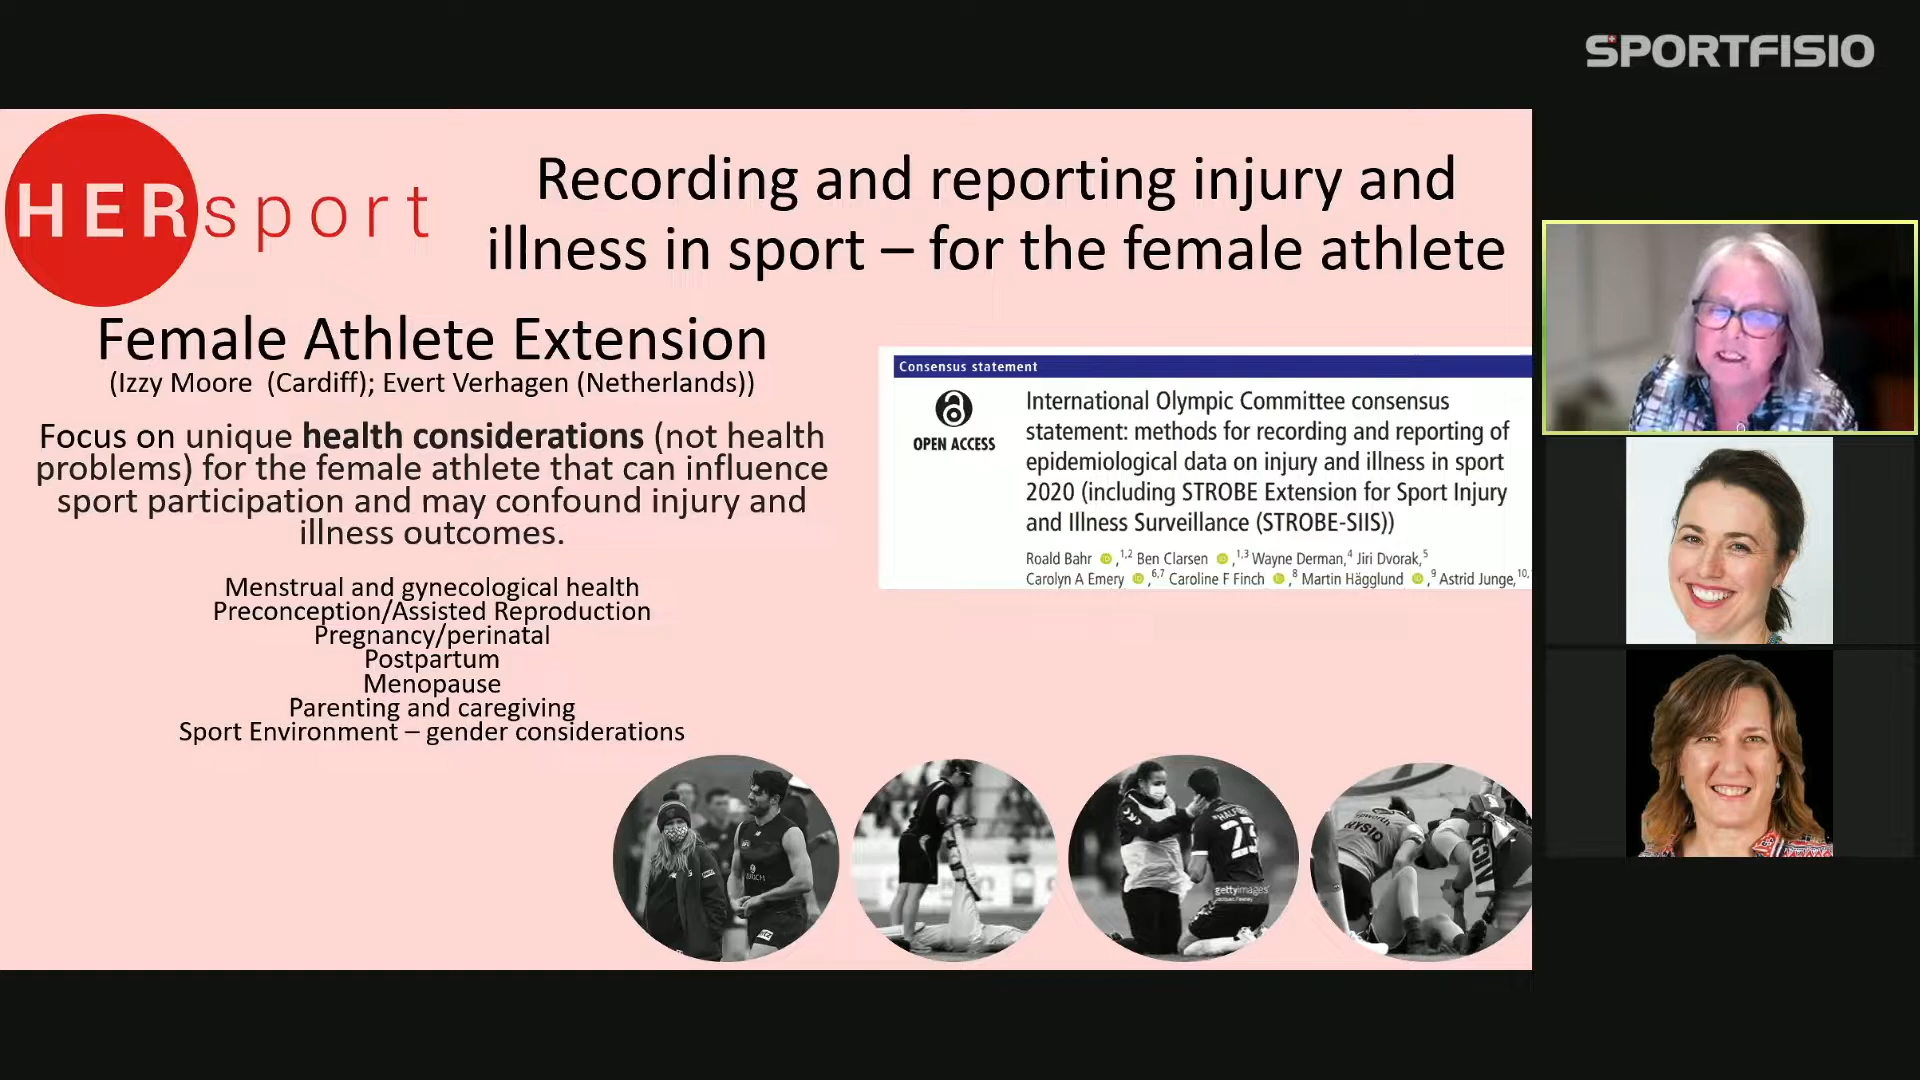 SPORTFISIO
HERsport
Recording and reporting injury and
illness in sport – for the female athlete
Female Athlete Extension
(Izzy Moore (Cardiff); Evert Verhagen (Netherlands))
Focus on unique health considerations (not health
problems) for the female athlete that can influence
sport participation and may confound injury and
illness outcomes.
Menstrual and gynecological health
Preconception/Assisted Reproduction
Pregnancy/perinatal
Postpartum
Menopause
Parenting and caregiving
Sport Environment – gender considerations
Consensus statement
OPEN ACCESS
International Olympic Committee consensus
statement: methods for recording and reporting of
epidemiological data on injury and illness in sport
2020 (including STROBE Extension for Sport Injury
and Illness Surveillance (STROBE-SIIS))
Roald Bahr ,1,2 Ben Clarsen ,1,3 Wayne Derman,4 Jiri Dvorak,5
Carolyn A Emery ,6,7 Caroline F Finch ,8 Martin Hägglund ,9 Astrid Junge,10,
23
gettyimages
PHYSIO